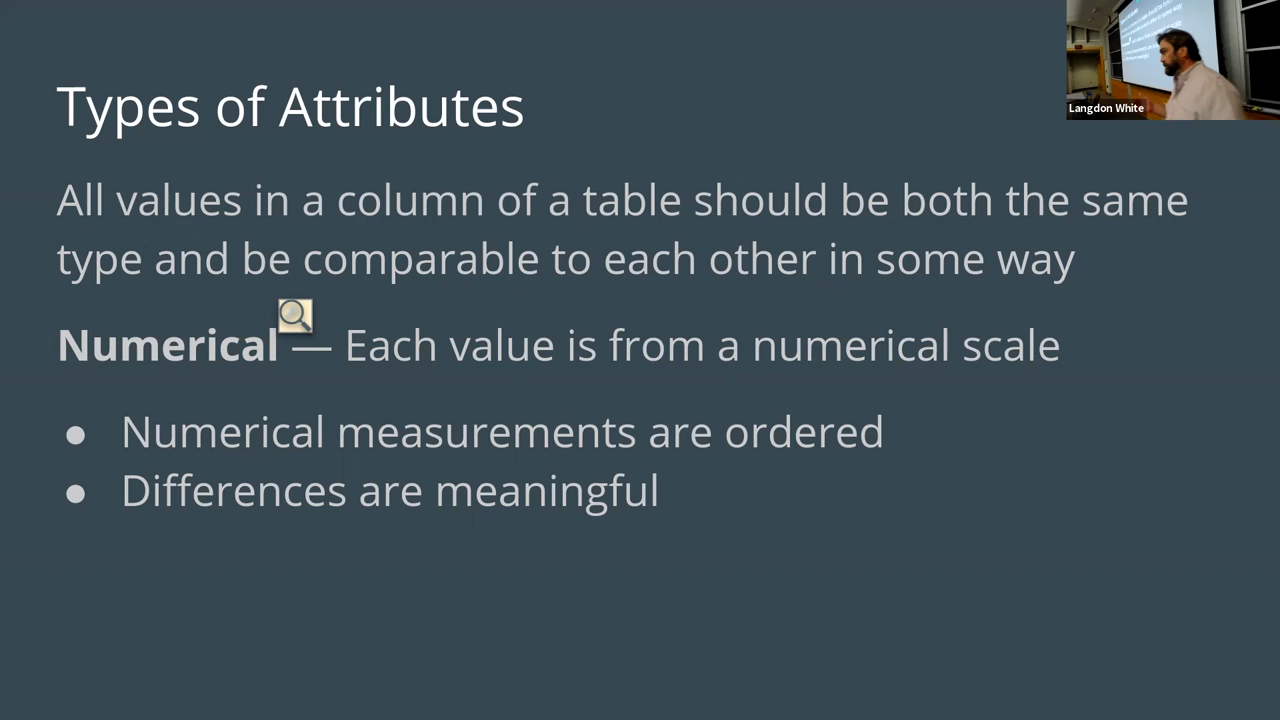 Types of Attributes
Langdon White
All values in a column of a table should be both the same
type and be comparable to each other in some way
Numerical — Each value is from a numerical scale
● Numerical measurements are ordered
● Differences are meaningful